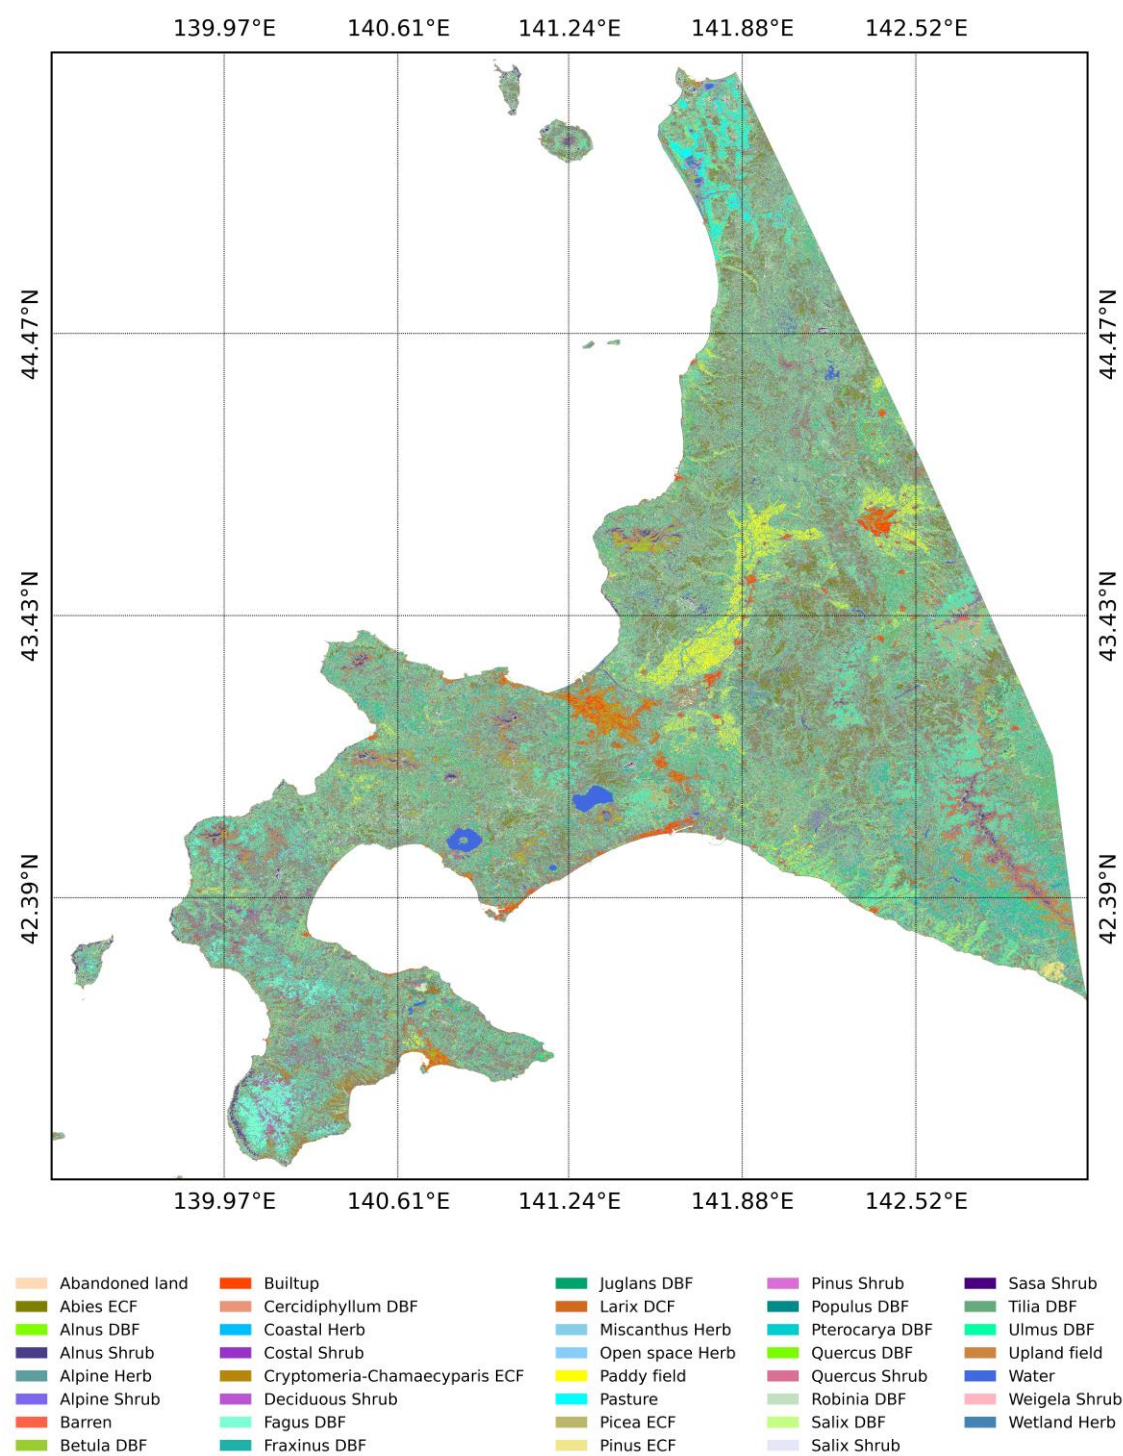 139.97°E 140.61°E 141.24°E 141.88°E 142.52°E
44.47°N 44.47°N
43.43°N 43.43°N
42.39°N 42.39°N
139.97°E 140.61°E 141.24°E 141.88°E 142.52°E
Abandoned land
Abies ECF
Alnus DBF
Alnus Shrub
Alpine Herb
Alpine Shrub
Barren
Betula DBF
Builtup
Cercidiphyllum DBF
Coastal Herb
Costal Shrub
Cryptomeria-Chamaecyparis ECF
Deciduous Shrub
Fagus DBF
Fraxinus DBF
Juglans DBF
Larix DCF
Miscanthus Herb
Open space Herb
Paddy field
Pasture
Picea ECF
Pinus ECF
Pinus Shrub
Populus DBF
Pterocarya DBF
Quercus DBF
Quercus Shrub
Robinia DBF
Salix DBF
Salix Shrub
Sasa Shrub
Tilia DBF
Ulmus DBF
Upland field
Water
Weigela Shrub
Wetland Herb